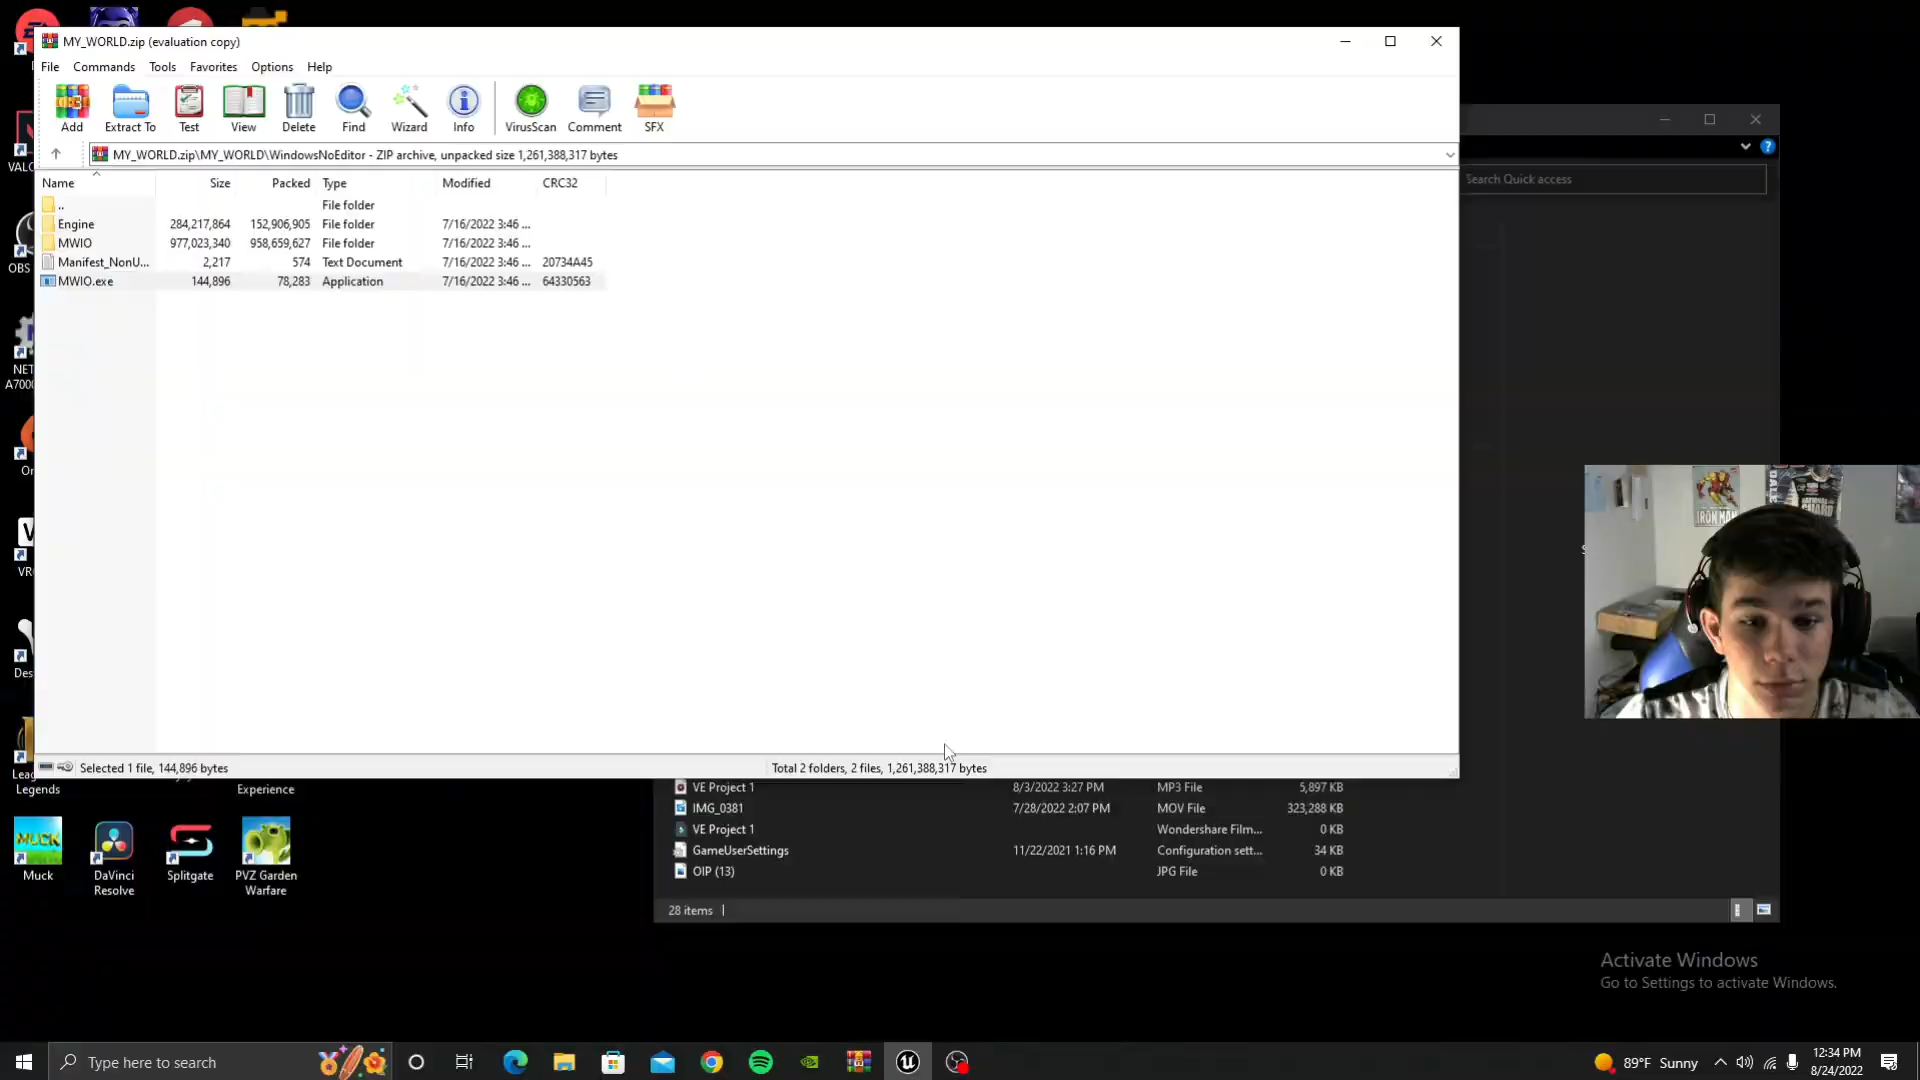 MY_WORLD.zip (evaluation copy)
File Commands Tools Favorites Options Help
Add Extract To Test View Delete Find Wizard Info VirusScan Comment SFX
MY_WORLD.zip\MY_WORLD\WindowsNoEditor - ZIP archive, unpacked size 1,261,388,317 bytes
Name Size Packed Type Modified CRC32
.. File folder
Engine 284,217,864 152,906,905 File folder 7/16/2022 3:46 ...
MWIO 977,023,340 958,659,627 File folder 7/16/2022 3:46 ...
Manifest_NonU... 2,217 574 Text Document 7/16/2022 3:46 ... 20734A45
MWIO.exe 144,896 78,283 Application 7/16/2022 3:46 ... 64330563
Selected 1 file, 144,896 bytes
Total 2 folders, 2 files, 1,261,388,317 bytes
Search Quick access
VALO
OBS
NET
A7000
Or
VR
Des
Leag
Legends
Experience
Muck
DaVinci
Resolve
Splitgate
PVZ Garden
Warfare
MUCK
VE Project 1 8/3/2022 3:27 PM MP3 File 5,897 KB
IMG_0381 7/28/2022 2:07 PM MOV File 323,288 KB
VE Project 1 Wondershare Film... 0 KB
GameUserSettings 11/22/2021 1:16 PM Configuration sett... 34 KB
OIP (13) JPG File 0 KB
28 items
IRON MAN
Activate Windows
Go to Settings to activate Windows.
Type here to search
89°F Sunny
12:34 PM
8/24/2022